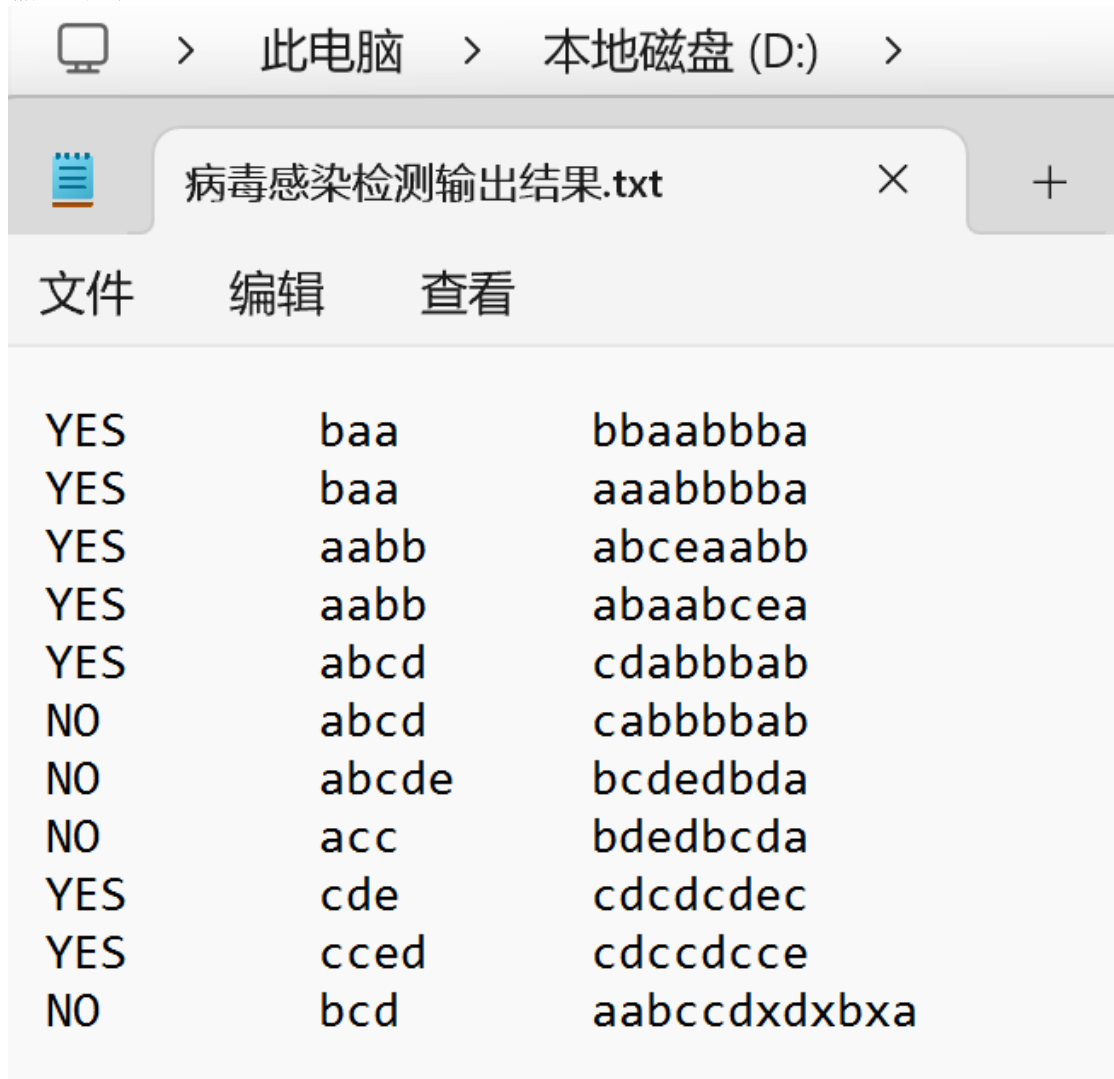 > 此电脑 > 本地磁盘 (D:) >
病毒感染检测输出结果.txt × +
文件 编辑 查看
YES baa bbaabbba
YES baa aaabbbba
YES aabb abceaabb
YES aabb abaabcea
YES abcd cdabbbab
NO abcd cabbbbab
NO abcde bcdedbda
NO acc bdedbcda
YES cde cdcdcdec
YES cced cdccdcce
NO bcd aabccdxdxbxa